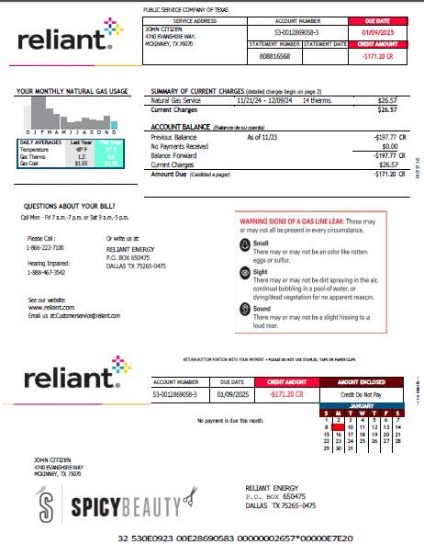 PUBLIC SERVICE COMPANY OF TEXAS
reliant
SERVICE ADDRESS ACCOUNT NUMBER DUE DATE
JOHN CITIZEN
4740 EVANSHIRE WAY,
MCKINNEY, TX 75070
53-0012869058-3 01/09/2025
STATEMENT NUMBER STATEMENT DATE CREDIT AMOUNT
808816568 -$171.20 CR
YOUR MONTHLY NATURAL GAS USAGE
D J F M A M J J A S O N D
DAILY AVERAGES Last Year This Year
Temperature 48° F
Gas Therms 1.3
Gas Cost $1.55
SUMMARY OF CURRENT CHARGES (detailed charges begin on page 2)
Natural Gas Service 11/21/24 - 12/09/24 14 therms $26.57
Current Charges $26.57
ACCOUNT BALANCE (Balance de su cuenta)
Previous Balance As of 11/23 -$197.77 CR
No Payments Received $0.00
Balance Forward -$197.77 CR
Current Charges $26.57
Amount Due (Cantidad a pagar) -$171.20 CR
QUESTIONS ABOUT YOUR BILL?
Call Mon - Fri 7 a.m.-7 p.m. or Sat 9 a.m.-5 p.m.
Please Call :
1-866-222-7100
Hearing Impaired:
1-888-467-3542
Or write us at:
RELIANT ENERGY
P.O. BOX 650475
DALLAS TX 75265-0475
See our website:
www.reliant.com
Email us at:Customerservice@reliant.com
WARNING SIGNS OF A GAS LINE LEAK: These may
or may not all be present in every circumstance.
Smell
There may or may not be an odor like rotten
eggs or sulfur.
Sight
There may or may not be dirt spraying in the air,
continual bubbling in a pool of water, or
dying/dead vegetation for no apparent reason.
Sound
There may or may not be a slight hissing to a
loud roar.
RETURN BOTTOM PORTION WITH YOUR PAYMENT • PLEASE DO NOT USE STAPLES, TAPE OR PAPER CLIPS
reliant
ACCOUNT NUMBER DUE DATE CREDIT AMOUNT AMOUNT ENCLOSED
53-0012869058-3 01/09/2025 -$171.20 CR Credit Do Not Pay
No payment is due this month.
JANUARY
S M T W T F S
1 2 3 4 5 6 7
8 10 11 12 13 14
15 16 17 18 19 20 21
22 23 24 25 26 27 28
29 30 31
JOHN CITIZEN
4740 EVANSHIRE WAY
MCKINNEY, TX 75070
SPICYBEAUTY
RELIANT ENERGY
P.O. BOX 650475
DALLAS TX 75265-0475
32 530E0923 00E28690583 00000002657*00000E7E20